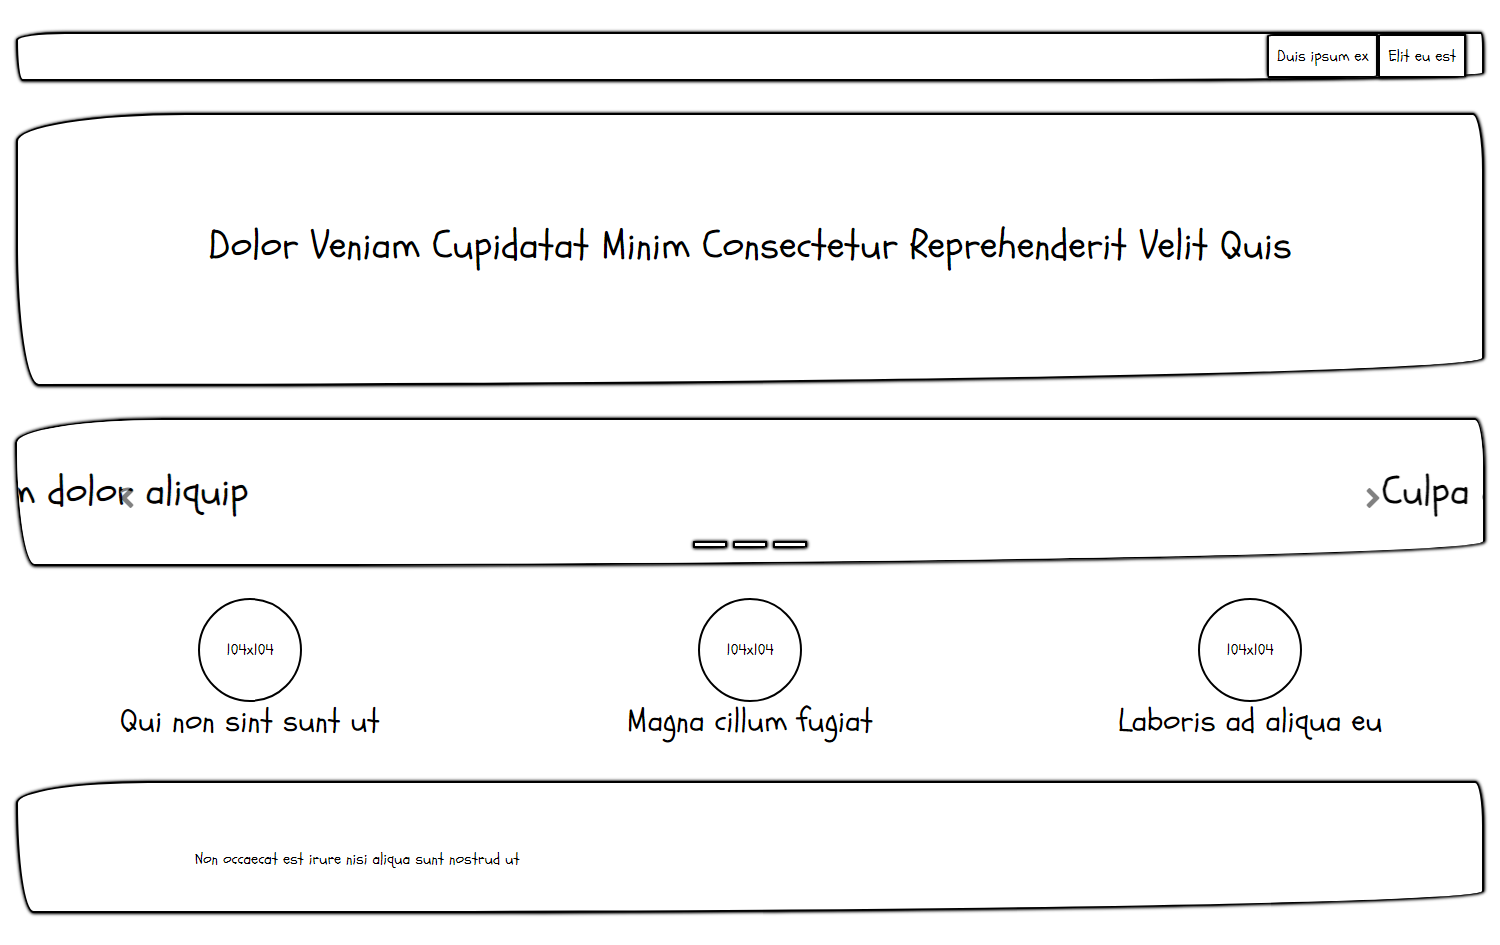 Duis ipsum ex
Elit eu est
Dolor Veniam Cupidatat Minim Consectetur Reprehenderit Velit Quis
dolor aliquip
Culpa
104x104
104x104
104x104
Qui non sint sunt ut
Magna cillum fugiat
Laboris ad aliqua eu
Non occaecat est irure nisi aliqua sunt nostrud ut